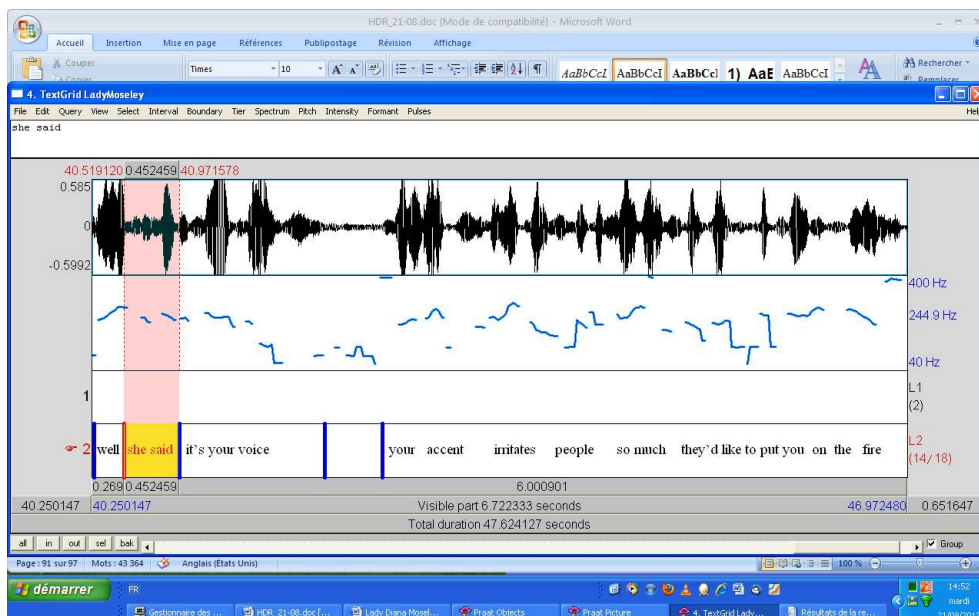 HDR_21-08.doc [Mode de compatibilité] - Microsoft Word
Accueil Insertion Mise en page Références Publipostage Révision Affichage
Couper Times 10 AaBbCcI AaBbCcI AaBbCcl 1) AaE AaBbCcI Rechercher
Copier Remplacer
4. TextGrid LadyMoseley
File Edit Query View Select Interval Boundary Tier Spectrum Pitch Intensity Formant Pulses Hel
she said
40.519120 0.452459 40.971578
0.585
0
-0.5992
400 Hz
244.9 Hz
40 Hz
1 L1
(2)
2 well she said it's your voice your accent irritates people so much they'd like to put you on the fire L2
(14/18)
0.269 0.452459 6.000901
40.250147 40.250147 Visible part 6.722333 seconds 46.972480 0.651647
Total duration 47.624127 seconds
all in out sel bak Group
Page : 91 sur 97 Mots : 43 364 Anglais (États Unis) 100 %
démarrer FR 14:52
mardi
Gestionnaire des ... HDR_21-08.doc [... Lady Diana Mosel... Praat Objects Praat Picture 4. TextGrid Lady... Résultats de la re...